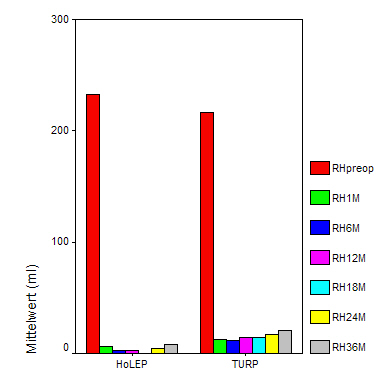 300
200
100
0
Mittelwert (ml)
HoLEP
TURP
RHpreop
RH1M
RH6M
RH12M
RH18M
RH24M
RH36M